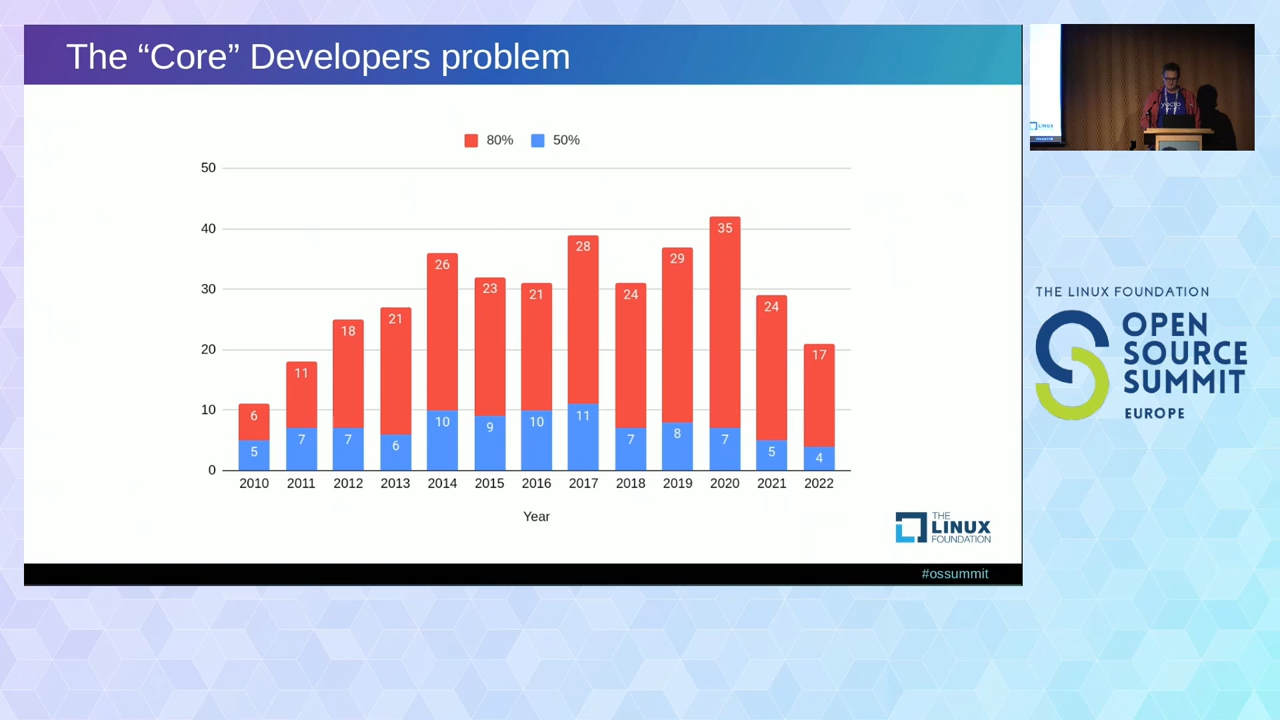 The “Core” Developers problem
80% 50%
50
40
30
20
10
0
6 11 18 21 26 23 21 28 24 29 35 24 17
5 7 7 6 10 9 10 11 7 8 7 5 4
2010 2011 2012 2013 2014 2015 2016 2017 2018 2019 2020 2021 2022
Year
THE
LINUX
FOUNDATION
#ossummit
yocto
LINUX
THE LINUX FOUNDATION
OPEN
SOURCE
SUMMIT
EUROPE